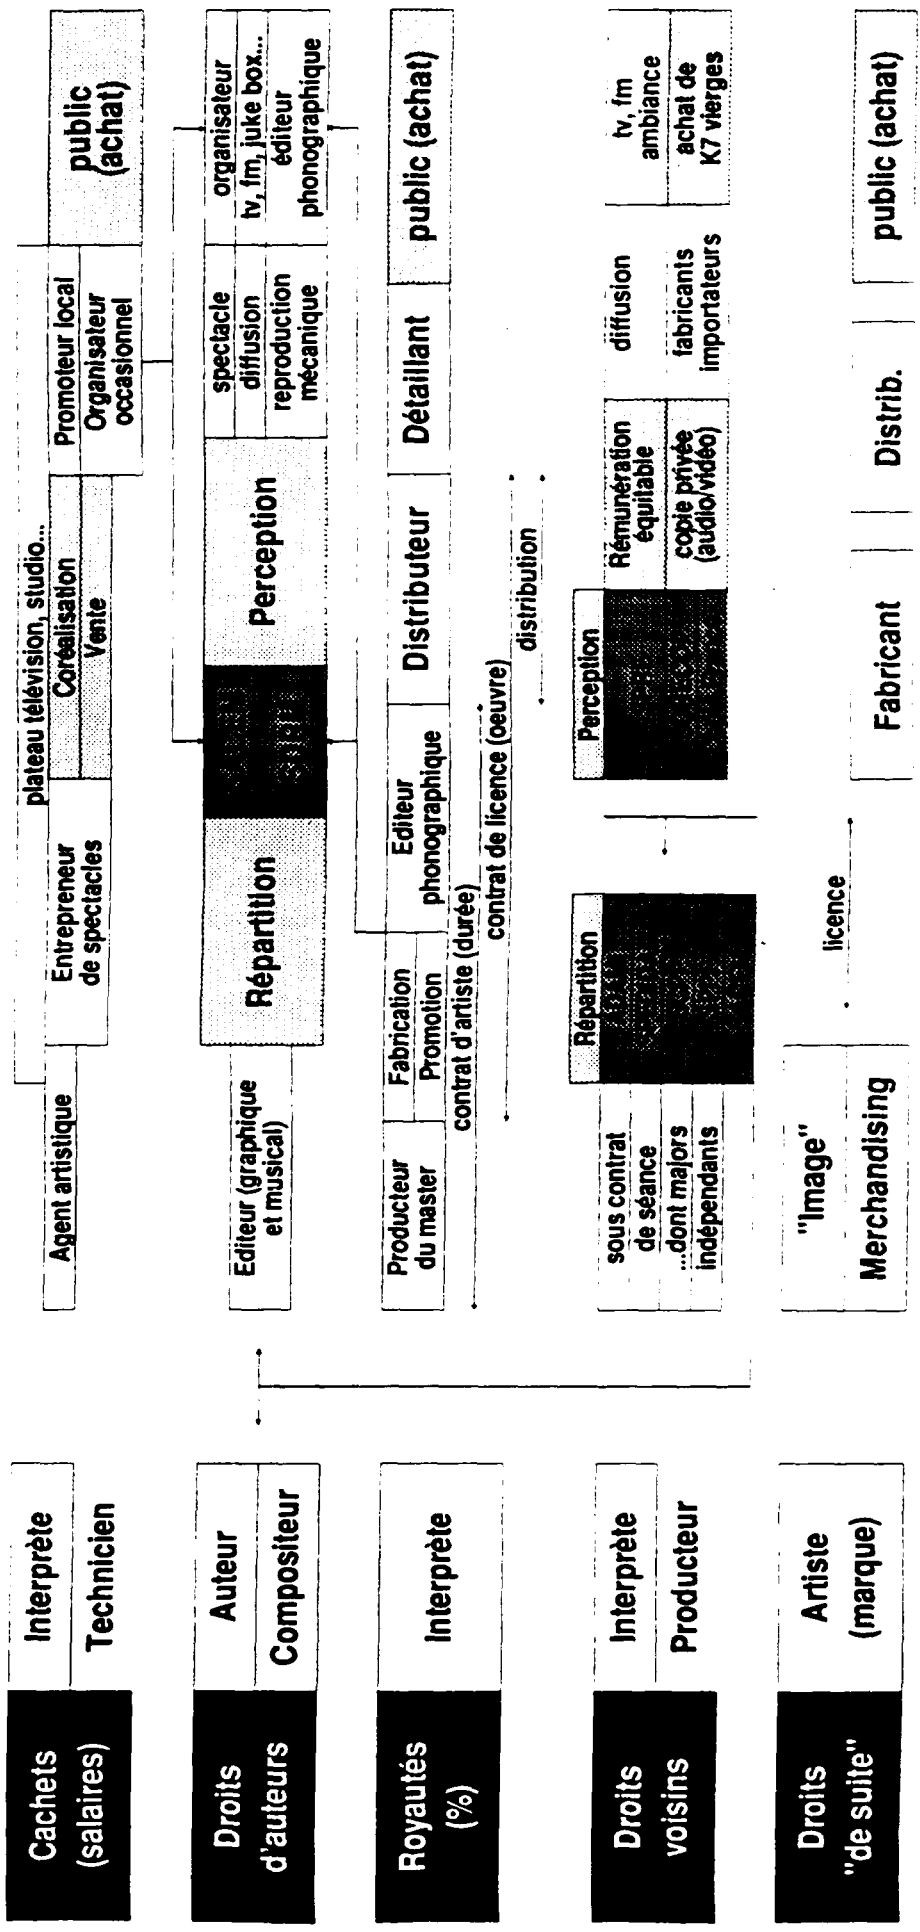 Cachets
(salaires)
Interprète
Technicien
Agent artistique
plateau télévision, studio...
Entrepreneur
de spectacles
Coréalisation
Vente
Promoteur local
Organisateur
occasionnel
public
(achat)
Droits
d'auteurs
Auteur
Compositeur
Editeur (graphique
et musical)
Répartition
Perception
spectacle
diffusion
reproduction
mécanique
organisateur
tv, fm, juke box...
éditeur
phonographique
Royautés
(%)
Interprète
Producteur
du master
Fabrication
Promotion
Editeur
phonographique
Distributeur
Détaillant
public (achat)
contrat d'artiste (durée)
contrat de licence (oeuvre)
distribution
Droits
voisins
Interprète
Producteur
sous contrat
de séance
...dont majors
indépendants
Répartition
Perception
Rémunération
équitable
copie privée
(audio/vidéo)
diffusion
fabricants
importateurs
tv, fm
ambiance
achat de
K7 vierges
Droits
"de suite"
Artiste
(marque)
"Image"
Merchandising
licence
Fabricant
Distrib.
public (achat)